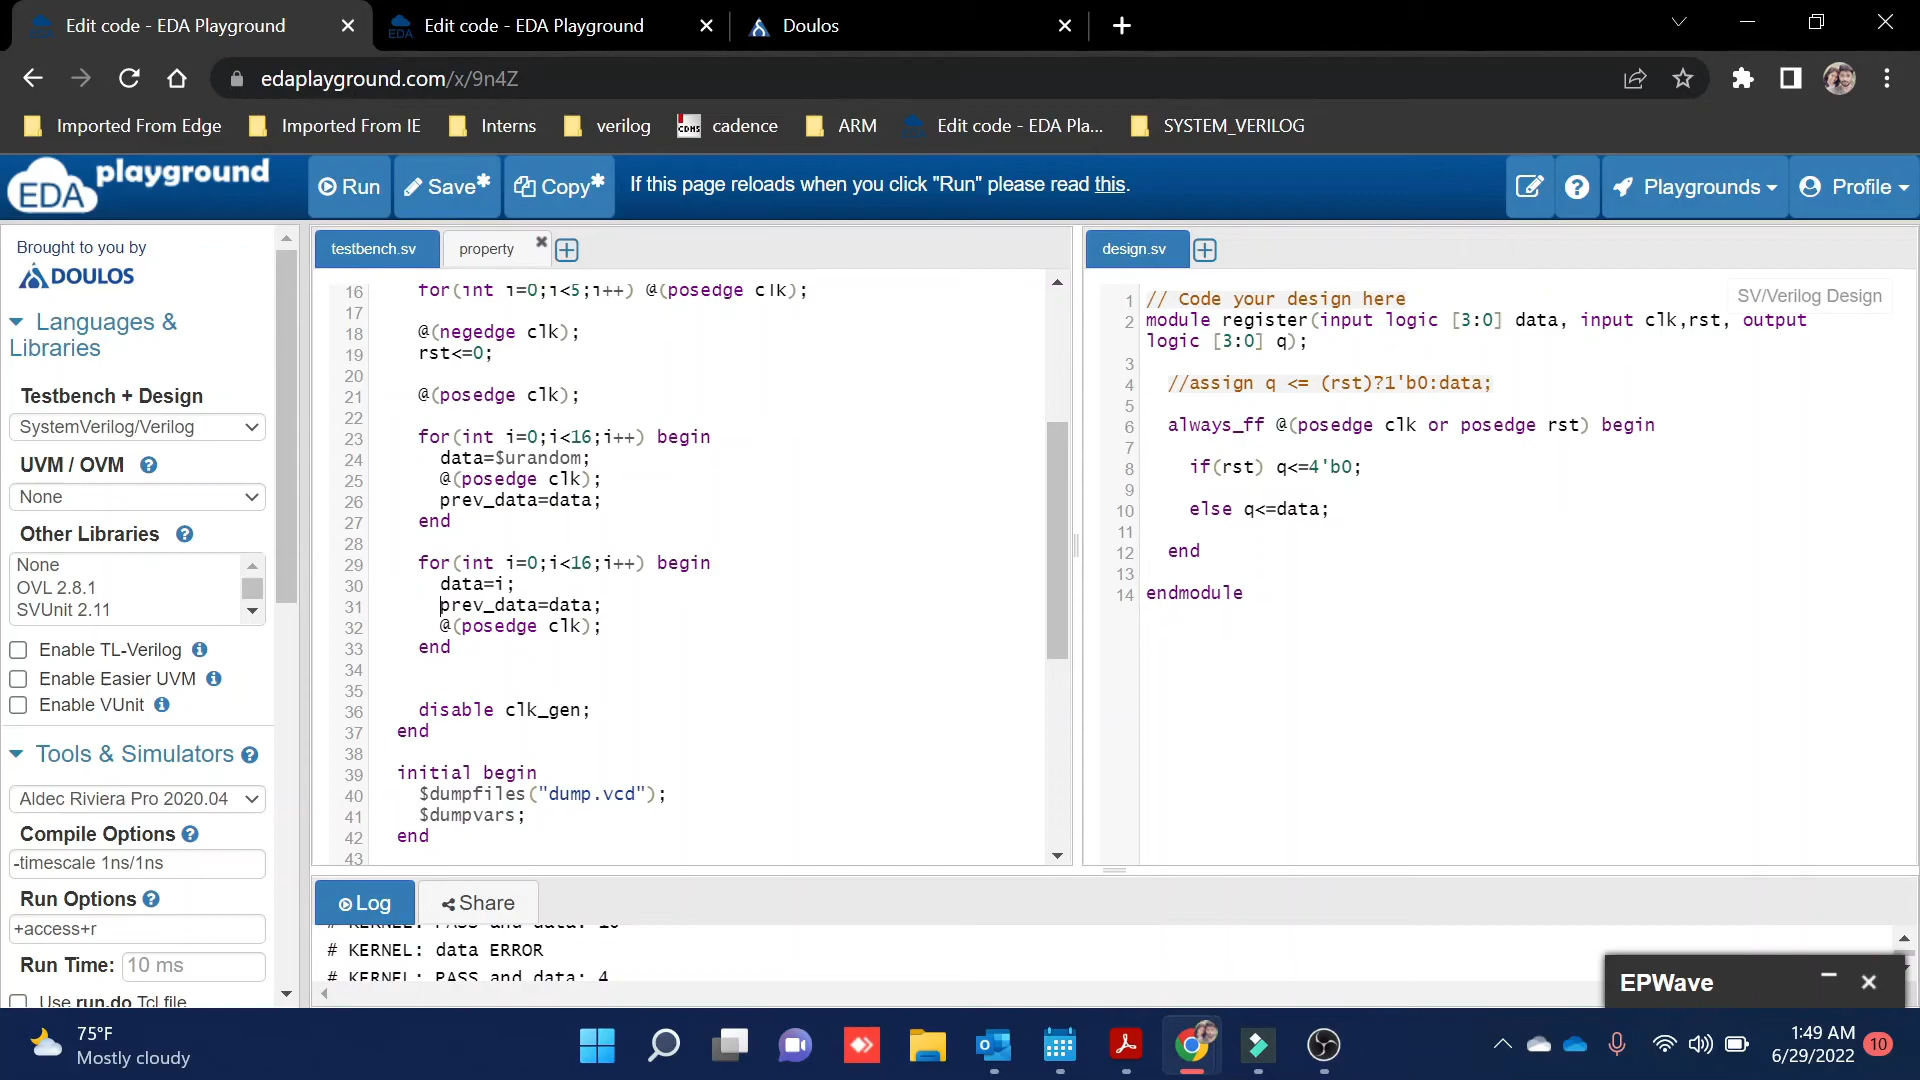 Edit code - EDA Playground
Edit code - EDA Playground
Doulos
edaplayground.com/x/9n4Z
Imported From Edge
Imported From IE
Interns
verilog
cadence
ARM
Edit code - EDA Pla...
SYSTEM_VERILOG
EDA playground
Run
Save*
Copy*
If this page reloads when you click "Run" please read this.
Playgrounds
Profile
Brought to you by
DOULOS
Languages &
Libraries
Testbench + Design
SystemVerilog/Verilog
UVM / OVM
None
Other Libraries
None
OVL 2.8.1
SVUnit 2.11
Enable TL-Verilog
Enable Easier UVM
Enable VUnit
Tools & Simulators
Aldec Riviera Pro 2020.04
Compile Options
-timescale 1ns/1ns
Run Options
+access+r
Run Time: 10 ms
Use run.do Tcl file
testbench.sv
property
16 for(int i=0;i<5;i++) @(posedge clk);
17
18 @(negedge clk);
19 rst<=0;
20
21 @(posedge clk);
22
23 for(int i=0;i<16;i++) begin
24 data=$urandom;
25 @(posedge clk);
26 prev_data=data;
27 end
28
29 for(int i=0;i<16;i++) begin
30 data=i;
31 prev_data=data;
32 @(posedge clk);
33 end
34
35
36 disable clk_gen;
37 end
38
39 initial begin
40 $dumpfiles("dump.vcd");
41 $dumpvars;
42 end
43
design.sv
SV/Verilog Design
1 // Code your design here
2 module register(input logic [3:0] data, input clk,rst, output
logic [3:0] q);
3
4 //assign q <= (rst)?1'b0:data;
5
6 always_ff @(posedge clk or posedge rst) begin
7
8 if(rst) q<=4'b0;
9
10 else q<=data;
11
12 end
13
14 endmodule
Log
Share
# KERNEL: PASS and data: 10
# KERNEL: data ERROR
# KERNEL: PASS and data: 4
EPWave
75°F
Mostly cloudy
1:49 AM
6/29/2022
10